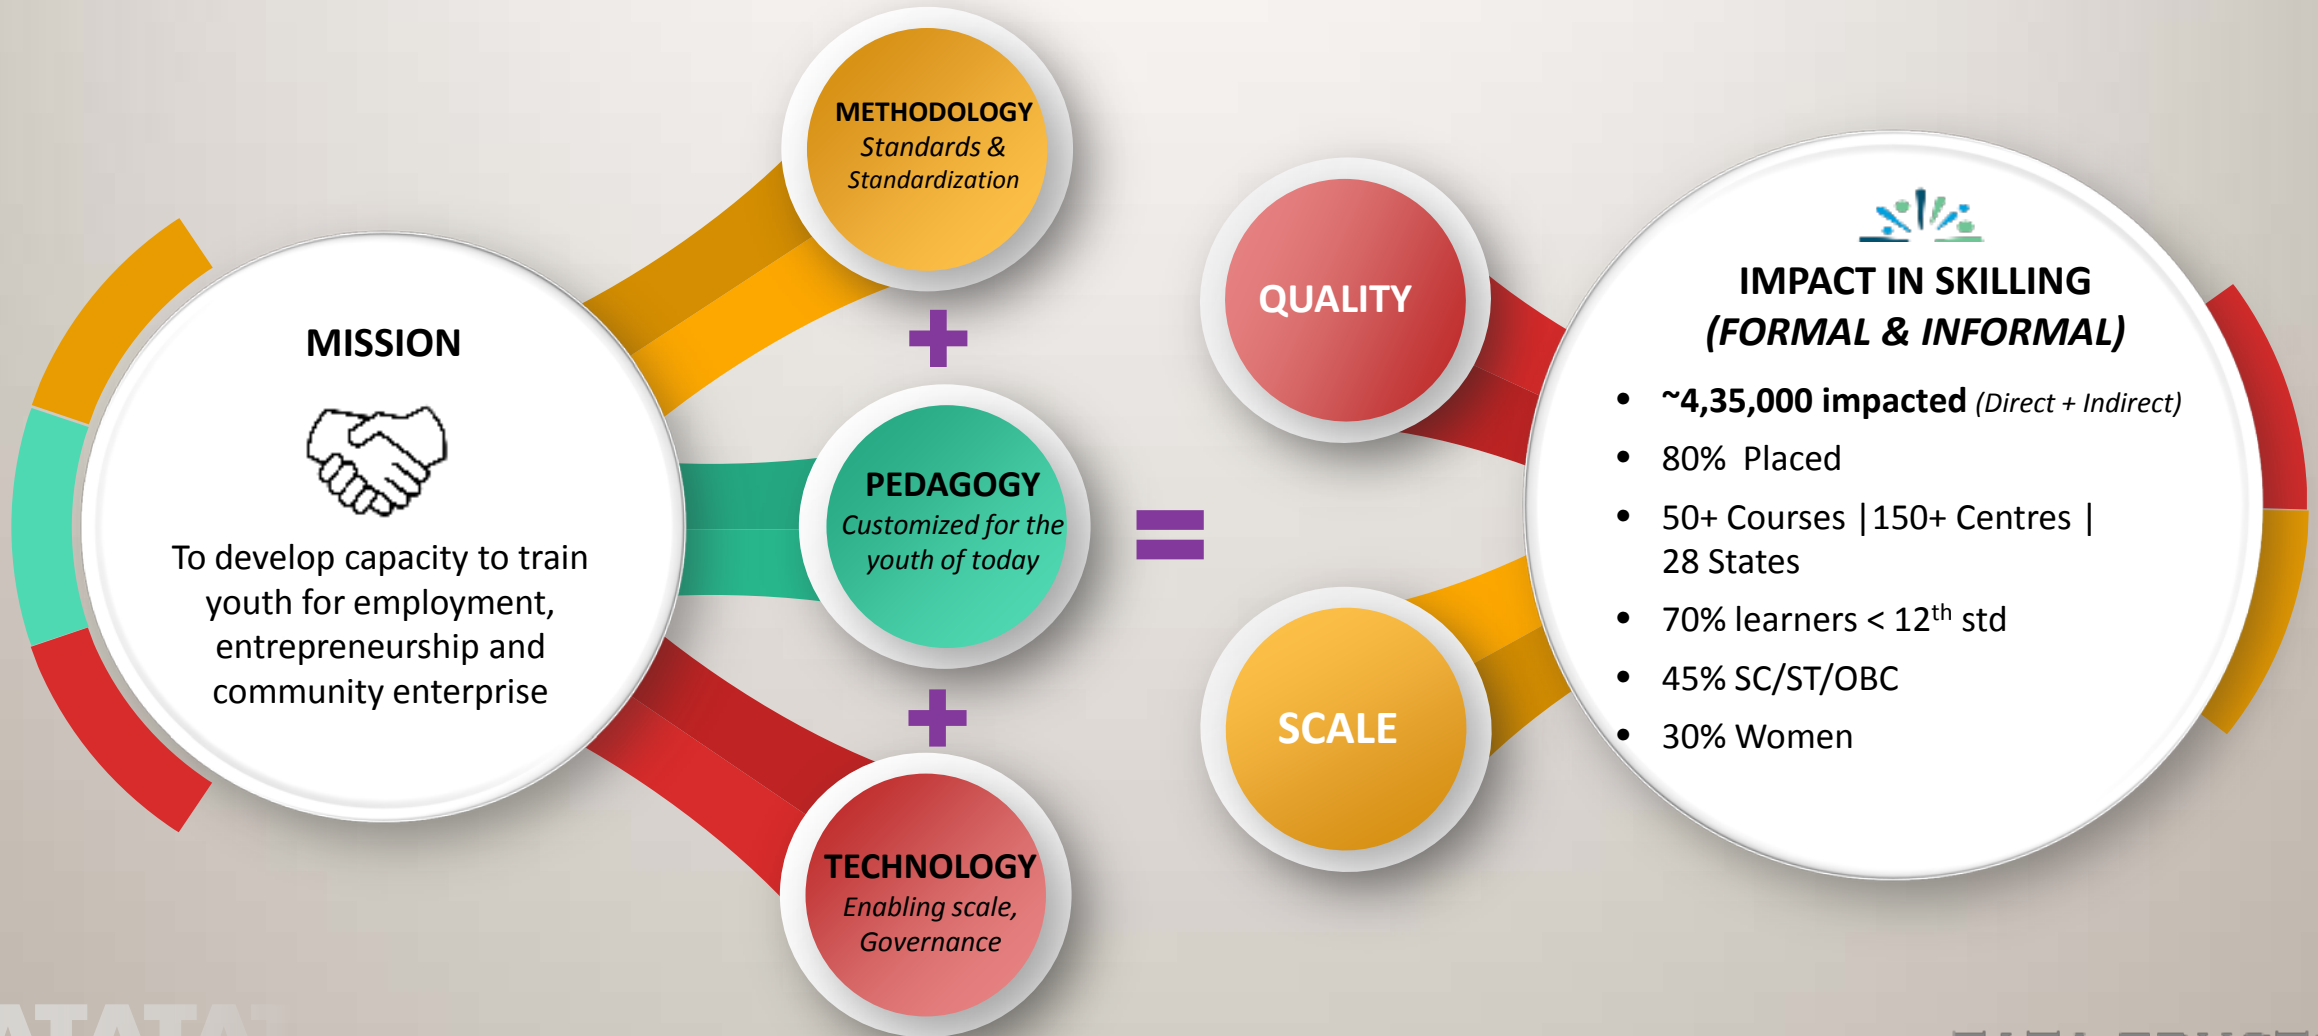 MISSION
To develop capacity to train
youth for employment,
entrepreneurship and
community enterprise
METHODOLOGY
Standards &
Standardization
+
PEDAGOGY
Customized for the
youth of today
+
TECHNOLOGY
Enabling scale,
Governance
=
QUALITY
SCALE
IMPACT IN SKILLING
(FORMAL & INFORMAL)
• ~4,35,000 impacted (Direct + Indirect)
• 80% Placed
• 50+ Courses |150+ Centres |
28 States
• 70% learners < 12th std
• 45% SC/ST/OBC
• 30% Women